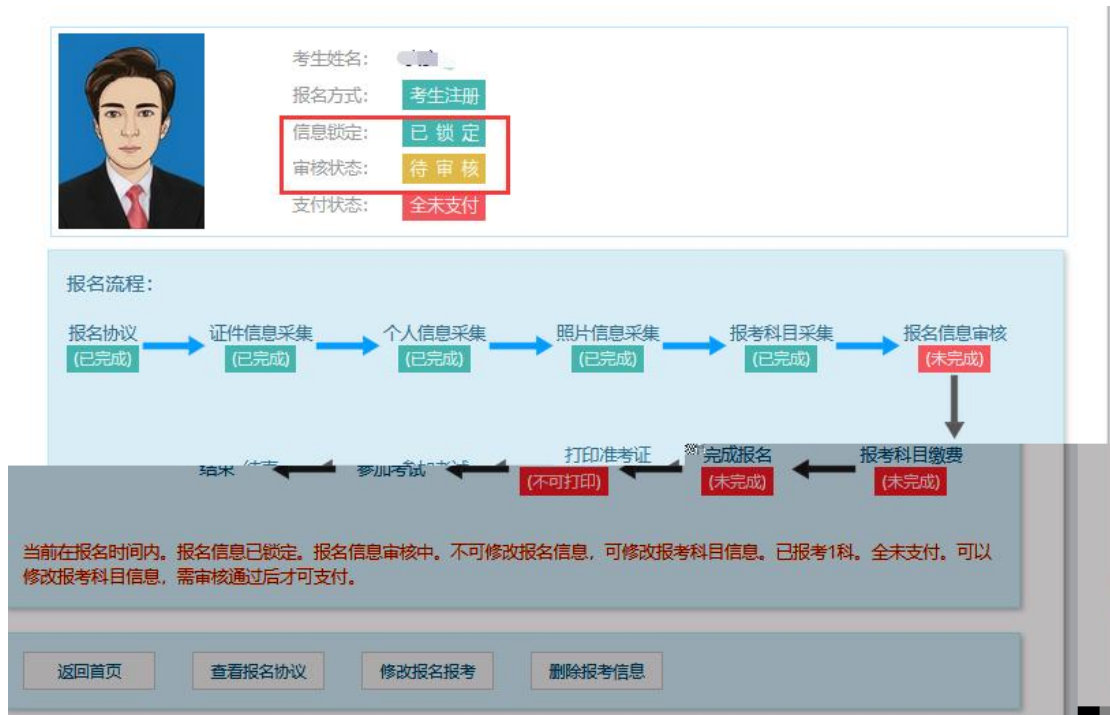 考生姓名：
报名方式： 考生注册
信息锁定： 已 锁 定
审核状态： 待 审 核
支付状态： 全未支付
报名流程：
报名协议 证件信息采集 个人信息采集 照片信息采集 报考科目采集 报名信息审核
(已完成) (已完成) (已完成) (已完成) (已完成) (未完成)
结束 参加考试 打印准考证 完成报名 报考科目缴费
(不可打印) (未完成) (未完成)
当前在报名时间内。报名信息已锁定。报名信息审核中。不可修改报名信息，可修改报考科目信息。已报考1科。全未支付。可以
修改报考科目信息，需审核通过后才可支付。
返回首页 查看报名协议 修改报名报考 删除报考信息